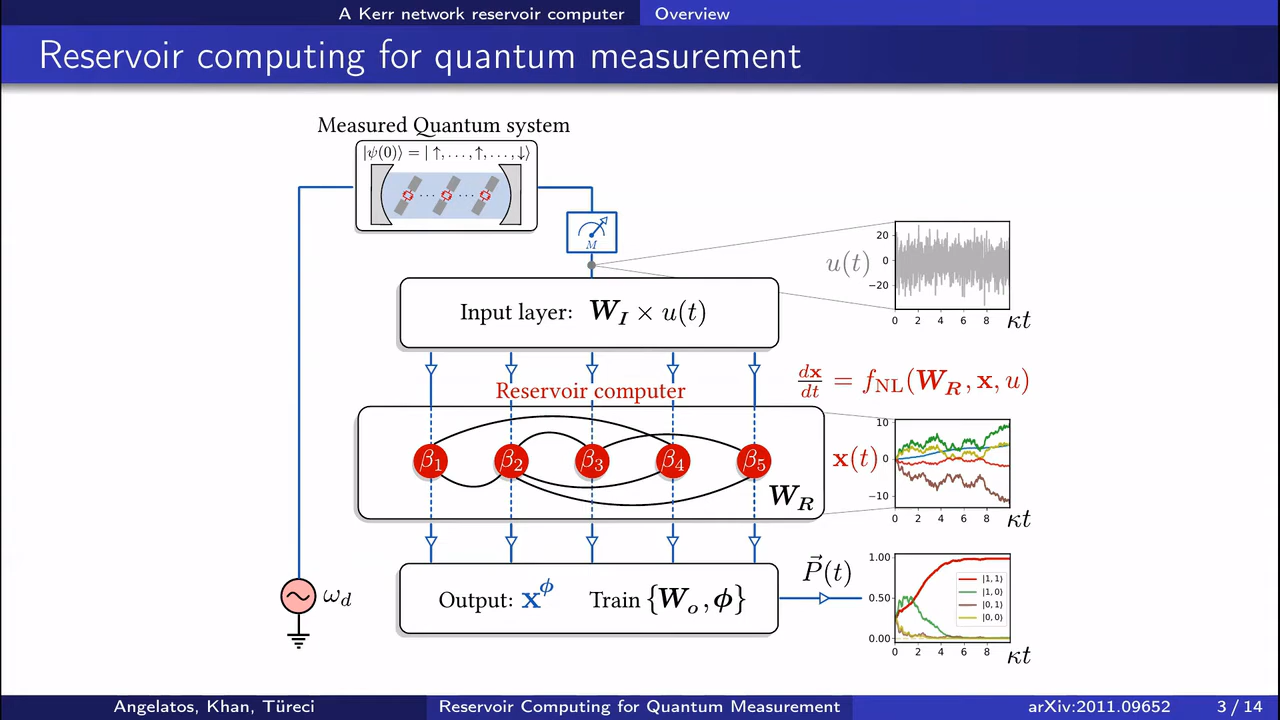 A Kerr network reservoir computer Overview
Reservoir computing for quantum measurement
Measured Quantum system
|ψ(0)⟩ = | ↑, . . . , ↑, . . . , ↓⟩
M
u(t)
20
0
−20
0 2 4 6 8
κt
Input layer: W_I × u(t)
Reservoir computer
dx/dt = f_NL(W_R, x, u)
β1 β2 β3 β4 β5
W_R
x(t)
10
0
−10
0 2 4 6 8
κt
ω_d
Output: x^ϕ Train {W_o, ϕ}
P⃗(t)
1.00
0.50
0.00
|1, 1⟩
|1, 0⟩
|0, 1⟩
|0, 0⟩
0 2 4 6 8
κt
Angelatos, Khan, Türeci Reservoir Computing for Quantum Measurement arXiv:2011.09652 3 / 14